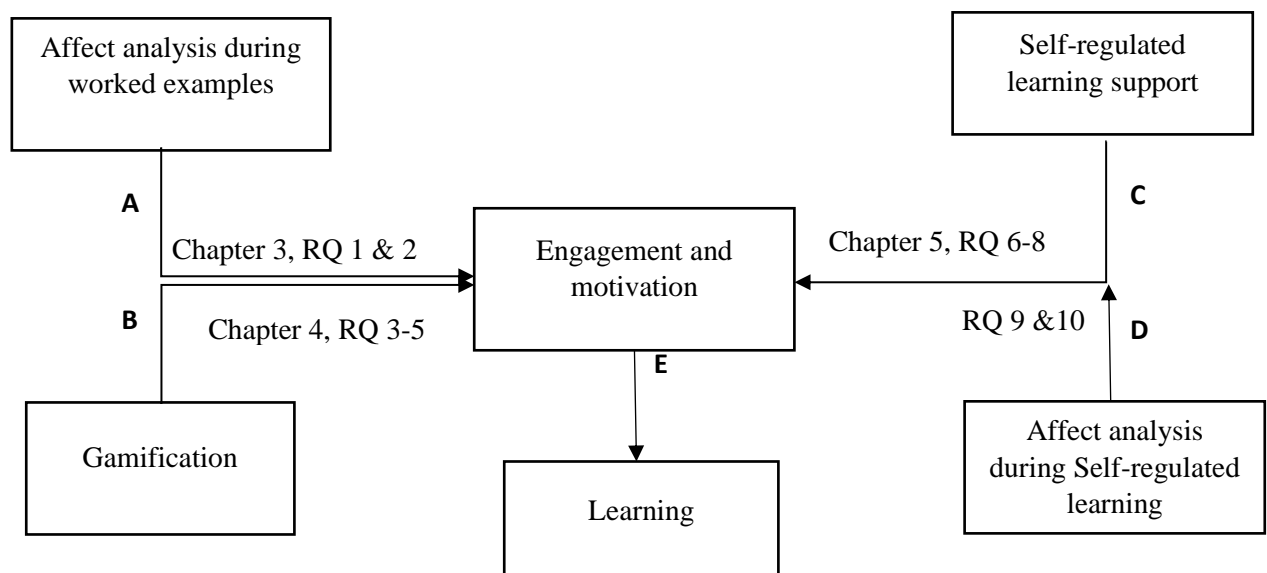 Affect analysis during
worked examples
Self-regulated
learning support
A
C
Chapter 3, RQ 1 & 2
Engagement and
motivation
Chapter 5, RQ 6-8
B
Chapter 4, RQ 3-5
RQ 9 &10
D
E
Gamification
Affect analysis
during Self-regulated
learning
Learning